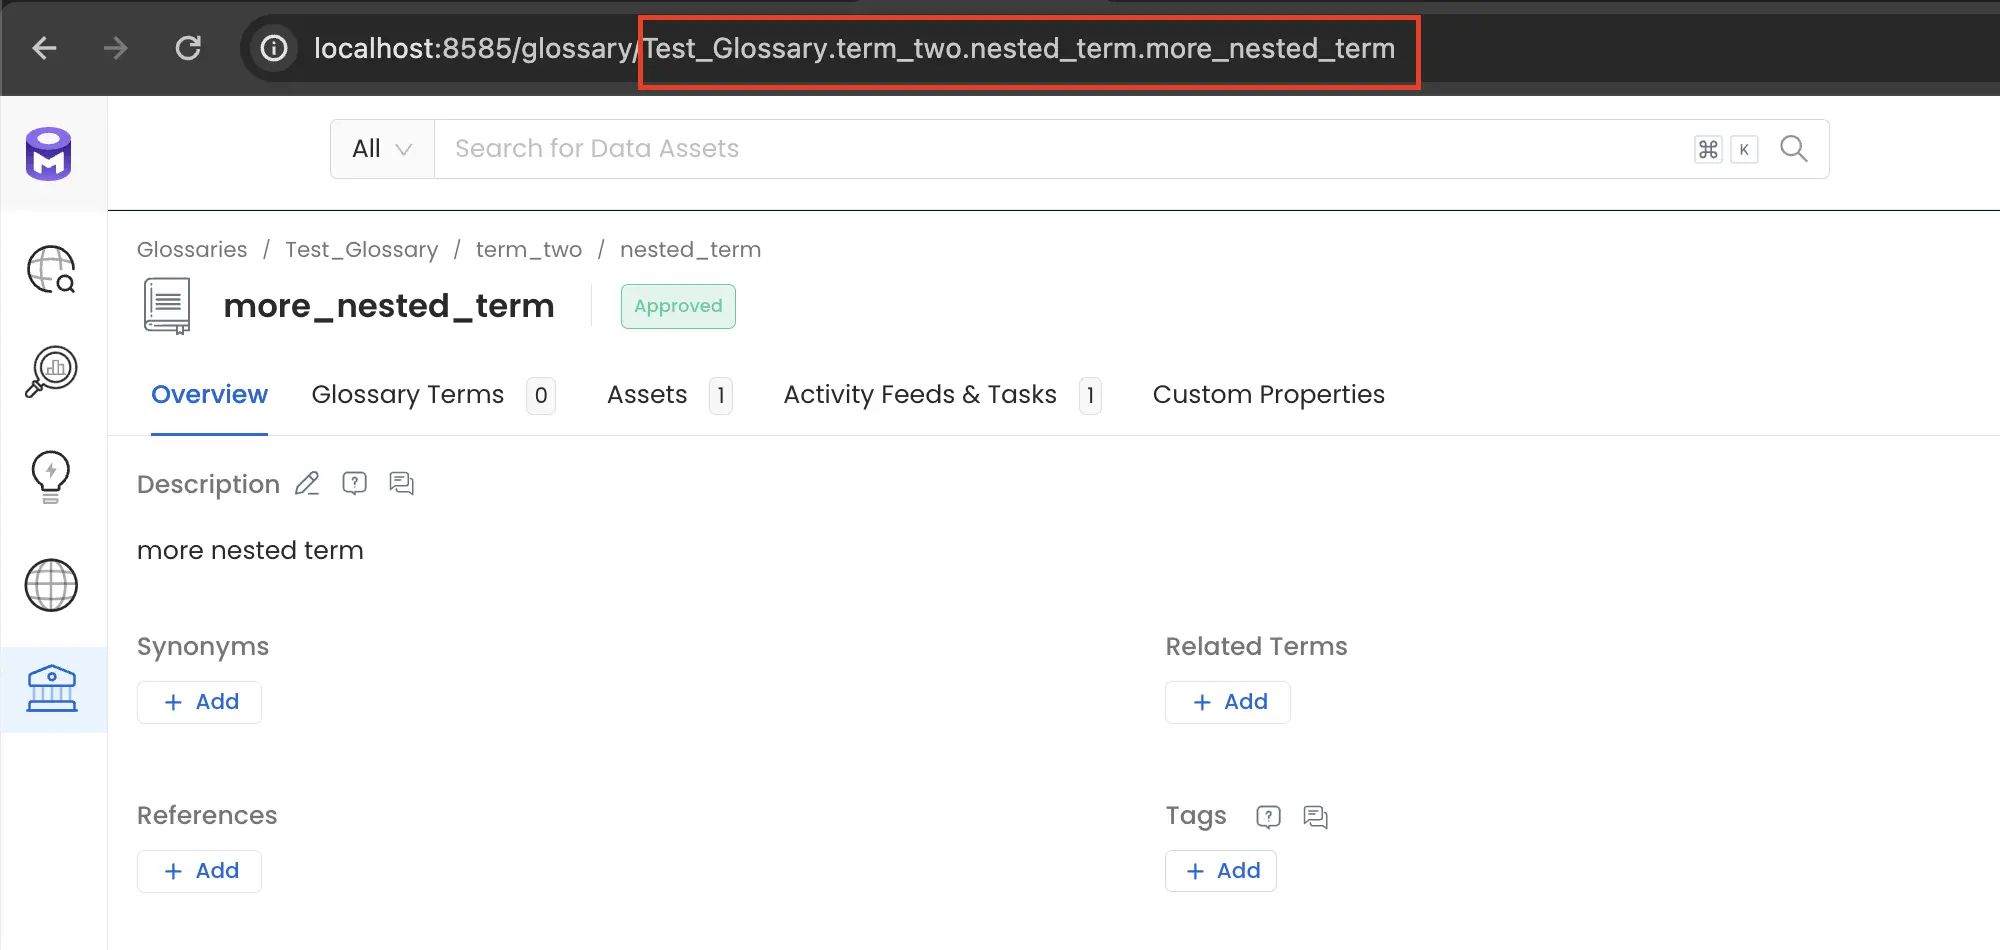 localhost:8585/glossary/Test_Glossary.term_two.nested_term.more_nested_term
All Search for Data Assets ⌘ K
Glossaries / Test_Glossary / term_two / nested_term
more_nested_term Approved
Overview Glossary Terms 0 Assets 1 Activity Feeds & Tasks 1 Custom Properties
Description
more nested term
Synonyms Related Terms
+ Add + Add
References Tags
+ Add + Add